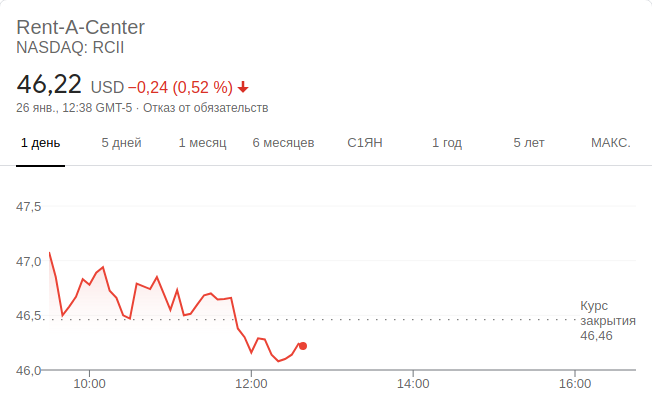 Rent-A-Center
NASDAQ: RCII
46,22 USD −0,24 (0,52 %)
26 янв., 12:38 GMT-5 · Отказ от обязательств
1 день 5 дней 1 месяц 6 месяцев С1ЯН 1 год 5 лет МАКС.
47,5
47,0
46,5
Курс
закрытия
46,46
46,0
10:00 12:00 14:00 16:00